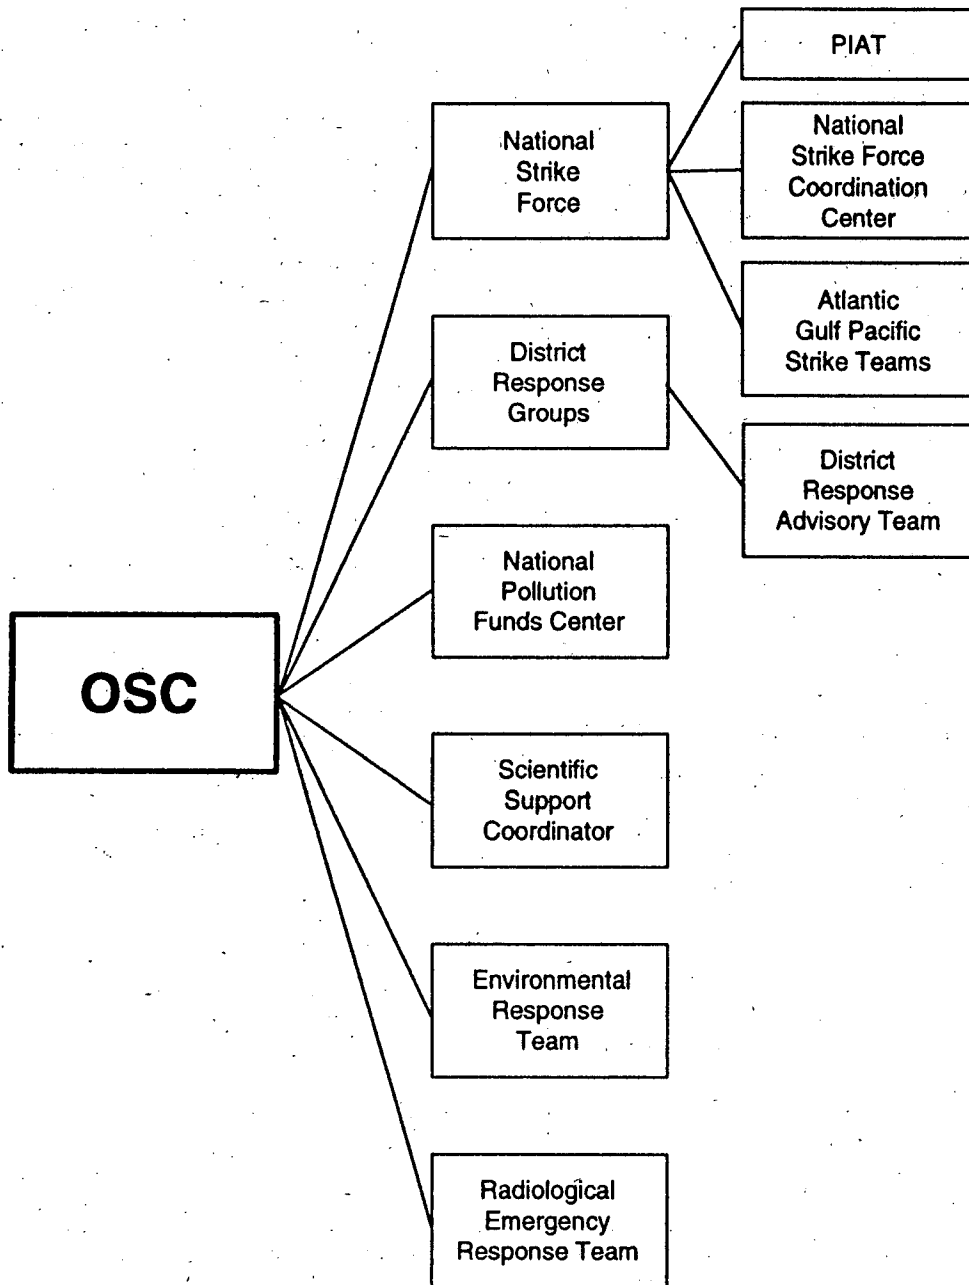 PIAT
National
Strike Force
Coordination
Center
National
Strike
Force
Atlantic
Gulf Pacific
Strike Teams
District
Response
Groups
District
Response
Advisory Team
National
Pollution
Funds Center
OSC
Scientific
Support
Coordinator
Environmental
Response
Team
Radiological
Emergency
Response Team